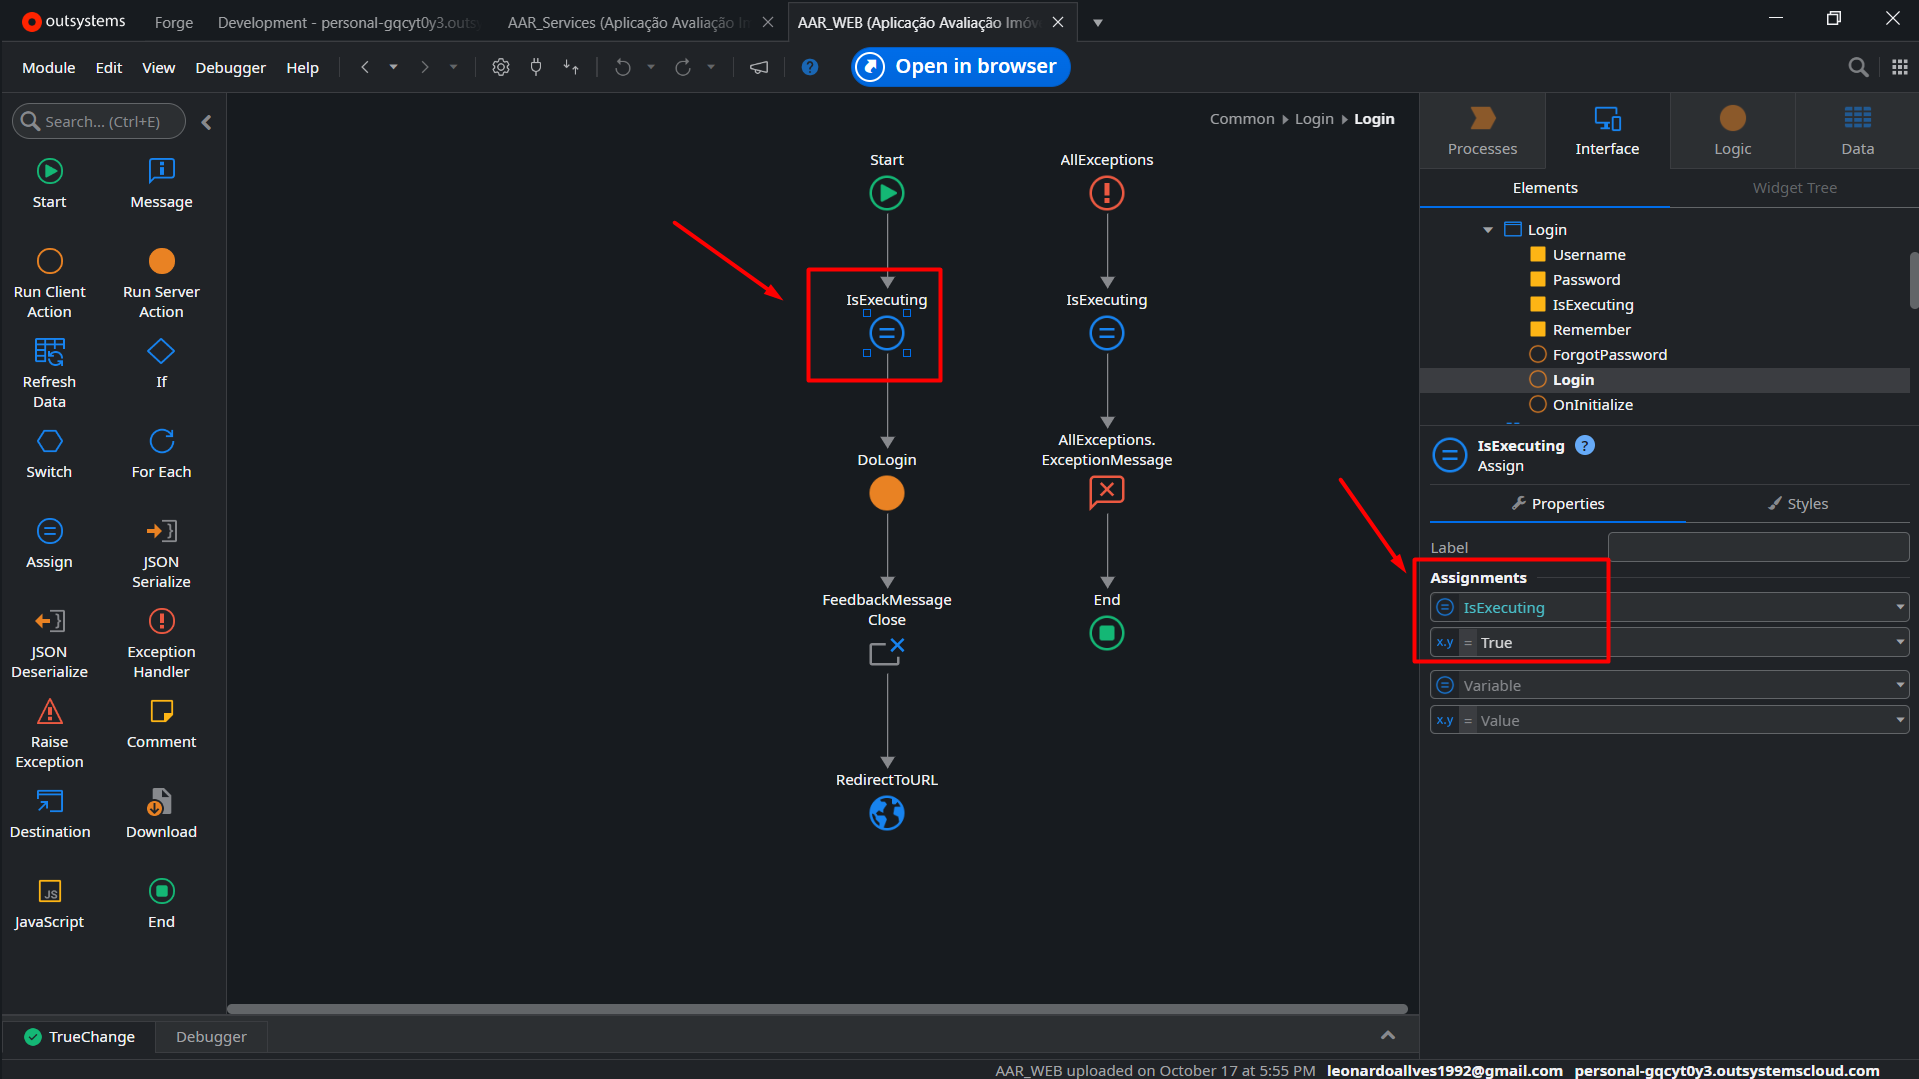 outsystems
Forge
Development - personal-gqcyt0y3.outs
AAR_Services (Aplicação Avaliação I
AAR_WEB (Aplicação Avaliação Imóv
Module
Edit
View
Debugger
Help
?
Open in browser
Search... (Ctrl+E)
Start
Message
Run Client
Action
Run Server
Action
Refresh
Data
If
Switch
For Each
Assign
JSON
Serialize
JSON
Deserialize
Exception
Handler
Raise
Exception
Comment
Destination
Download
JS
JavaScript
End
Common
Login
Login
Start
IsExecuting
DoLogin
FeedbackMessage
Close
RedirectToURL
AllExceptions
IsExecuting
AllExceptions.
ExceptionMessage
End
Processes
Interface
Logic
Data
Elements
Widget Tree
Login
Username
Password
IsExecuting
Remember
ForgotPassword
Login
OnInitialize
IsExecuting ?
Assign
Properties
Styles
Label
Assignments
IsExecuting
x.y = True
Variable
x.y = Value
TrueChange
Debugger
AAR_WEB uploaded on October 17 at 5:55 PM
leonardoallves1992@gmail.com
personal-gqcyt0y3.outsystemscloud.com